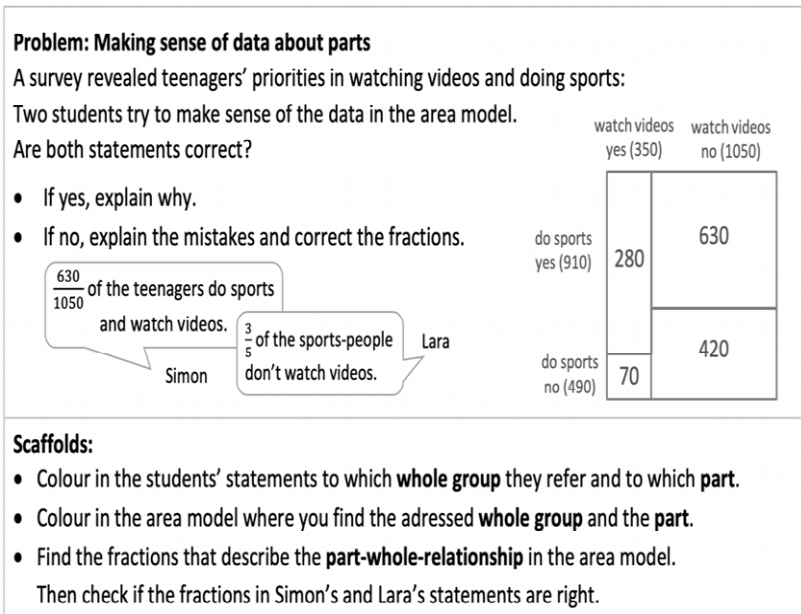 Problem: Making sense of data about parts
A survey revealed teenagers' priorities in watching videos and doing sports:
Two students try to make sense of the data in the area model.
Are both statements correct?
• If yes, explain why.
• If no, explain the mistakes and correct the fractions.
630/1050 of the teenagers do sports
and watch videos.
Simon
3/5 of the sports-people
don't watch videos.
Lara
watch videos
yes (350)
watch videos
no (1050)
do sports
yes (910)
280
630
do sports
no (490)
70
420
Scaffolds:
• Colour in the students' statements to which whole group they refer and to which part.
• Colour in the area model where you find the adressed whole group and the part.
• Find the fractions that describe the part-whole-relationship in the area model.
Then check if the fractions in Simon's and Lara's statements are right.